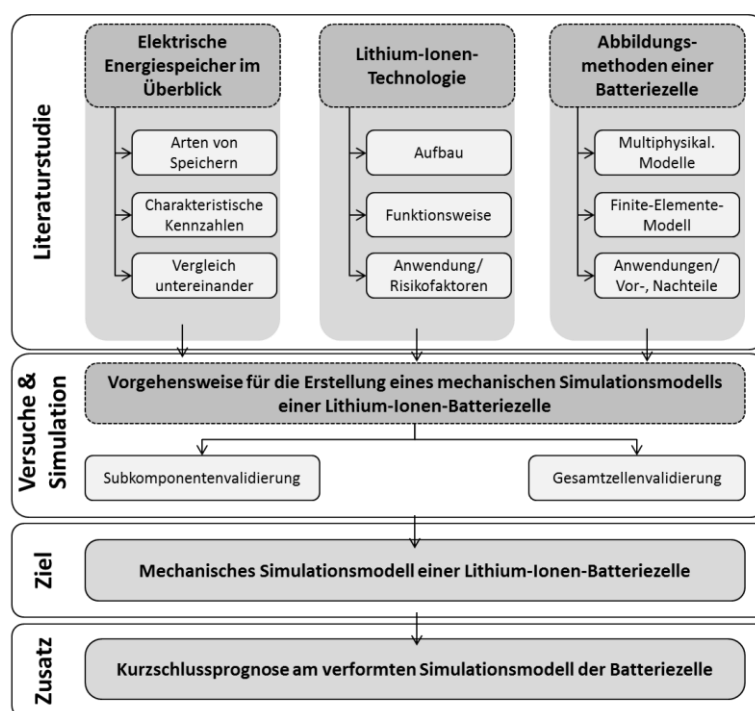 Literaturstudie
Elektrische
Energiespeicher im
Überblick
Arten von
Speichern
Charakteristische
Kennzahlen
Vergleich
untereinander
Lithium-Ionen-
Technologie
Aufbau
Funktionsweise
Anwendung/
Risikofaktoren
Abbildungs-
methoden einer
Batteriezelle
Multiphysikal.
Modelle
Finite-Elemente-
Modell
Anwendungen/
Vor-, Nachteile
Versuche &
Simulation
Vorgehensweise für die Erstellung eines mechanischen Simulationsmodells
einer Lithium-Ionen-Batteriezelle
Subkomponentenvalidierung
Gesamtzellenvalidierung
Ziel
Mechanisches Simulationsmodell einer Lithium-Ionen-Batteriezelle
Zusatz
Kurzschlussprognose am verformten Simulationsmodell der Batteriezelle